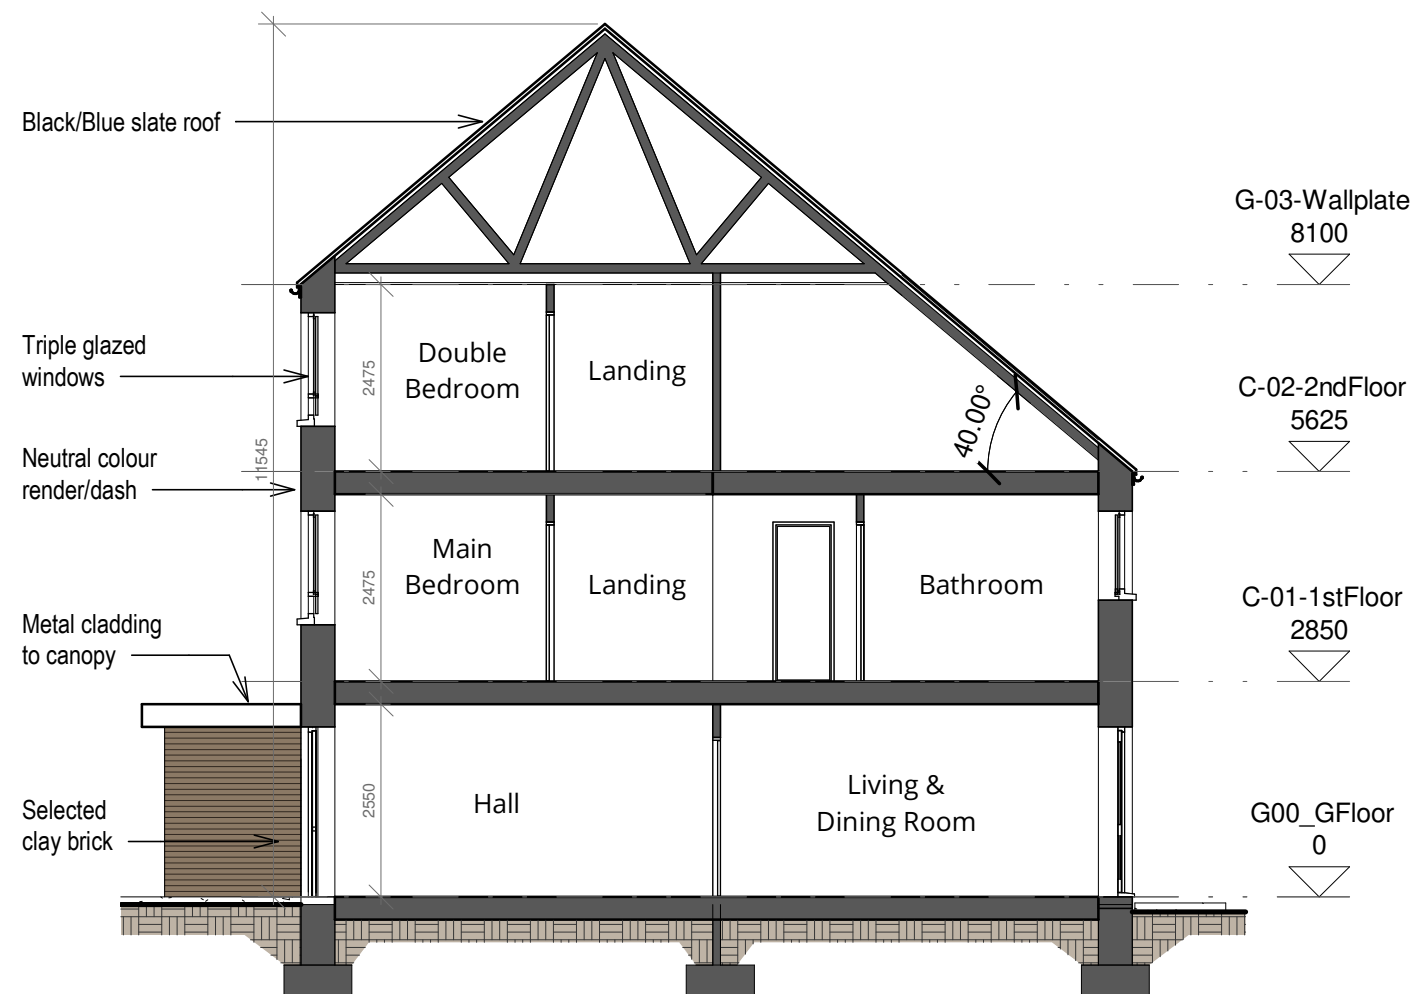 Black/Blue slate roof
G-03-Wallplate
8100
Triple glazed
windows
2475
Double
Bedroom
Landing
40.00°
C-02-2ndFloor
5625
11545
Neutral colour
render/dash
2475
Main
Bedroom
Landing
Bathroom
C-01-1stFloor
2850
Metal cladding
to canopy
2550
Hall
Living &
Dining Room
Selected
clay brick
G00_GFloor
0